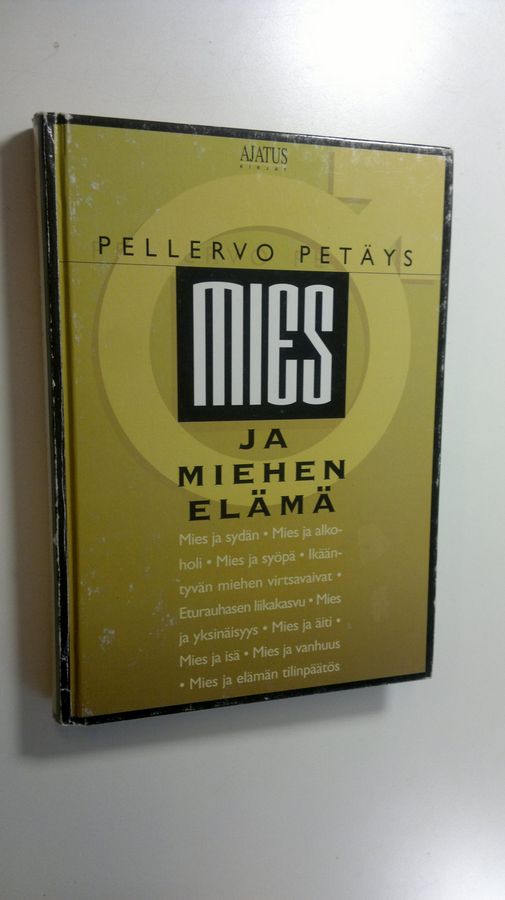 AJATUS
KIRJAT
PELLERVO PETÄYS
MIES
JA
MIEHEN
ELÄMÄ
Mies ja sydän • Mies ja alko-
holi • Mies ja syöpä • Ikään-
tyvän miehen virtsavaivat •
Eturauhasen liikakasvu • Mies
ja yksinäisyys • Mies ja äiti •
Mies ja isä • Mies ja vanhuus
• Mies ja elämän tilinpäätös